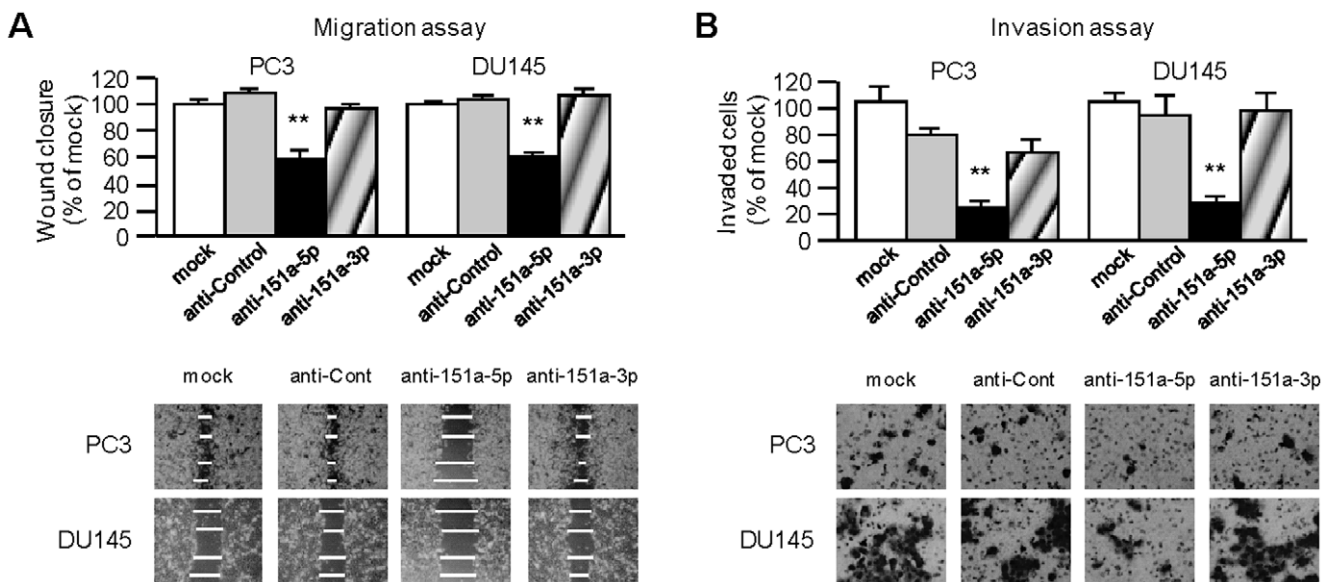 A
Migration assay
PC3
DU145
Wound closure
(% of mock)
120
100
80
60
40
20
0
**
**
mock
anti-Control
anti-151a-5p
anti-151a-3p
mock
anti-Control
anti-151a-5p
anti-151a-3p
mock
anti-Cont
anti-151a-5p
anti-151a-3p
PC3
DU145
B
Invasion assay
PC3
DU145
Invaded cells
(% of mock)
120
100
80
60
40
20
0
**
**
mock
anti-Control
anti-151a-5p
anti-151a-3p
mock
anti-Control
anti-151a-5p
anti-151a-3p
mock
anti-Cont
anti-151a-5p
anti-151a-3p
PC3
DU145